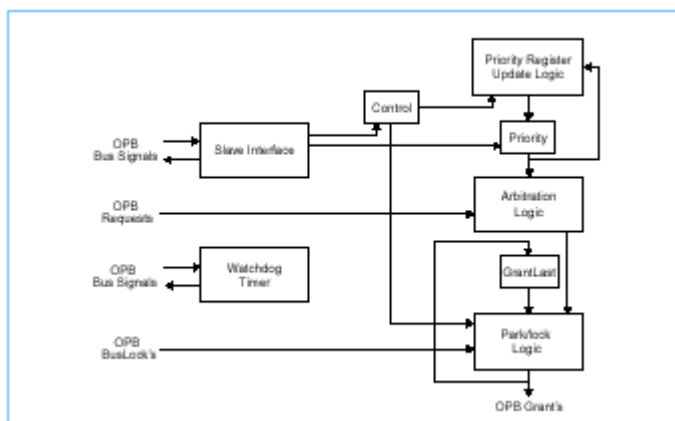 Priority Register
Update Logic
Control
OPB
Bus Signals
Slave Interface
Priority
OPB
Requests
Arbitration
Logic
OPB
Bus Signals
Watchdog
Timer
GrantLast
OPB
BusLock's
Park/lock
Logic
OPB Grant's